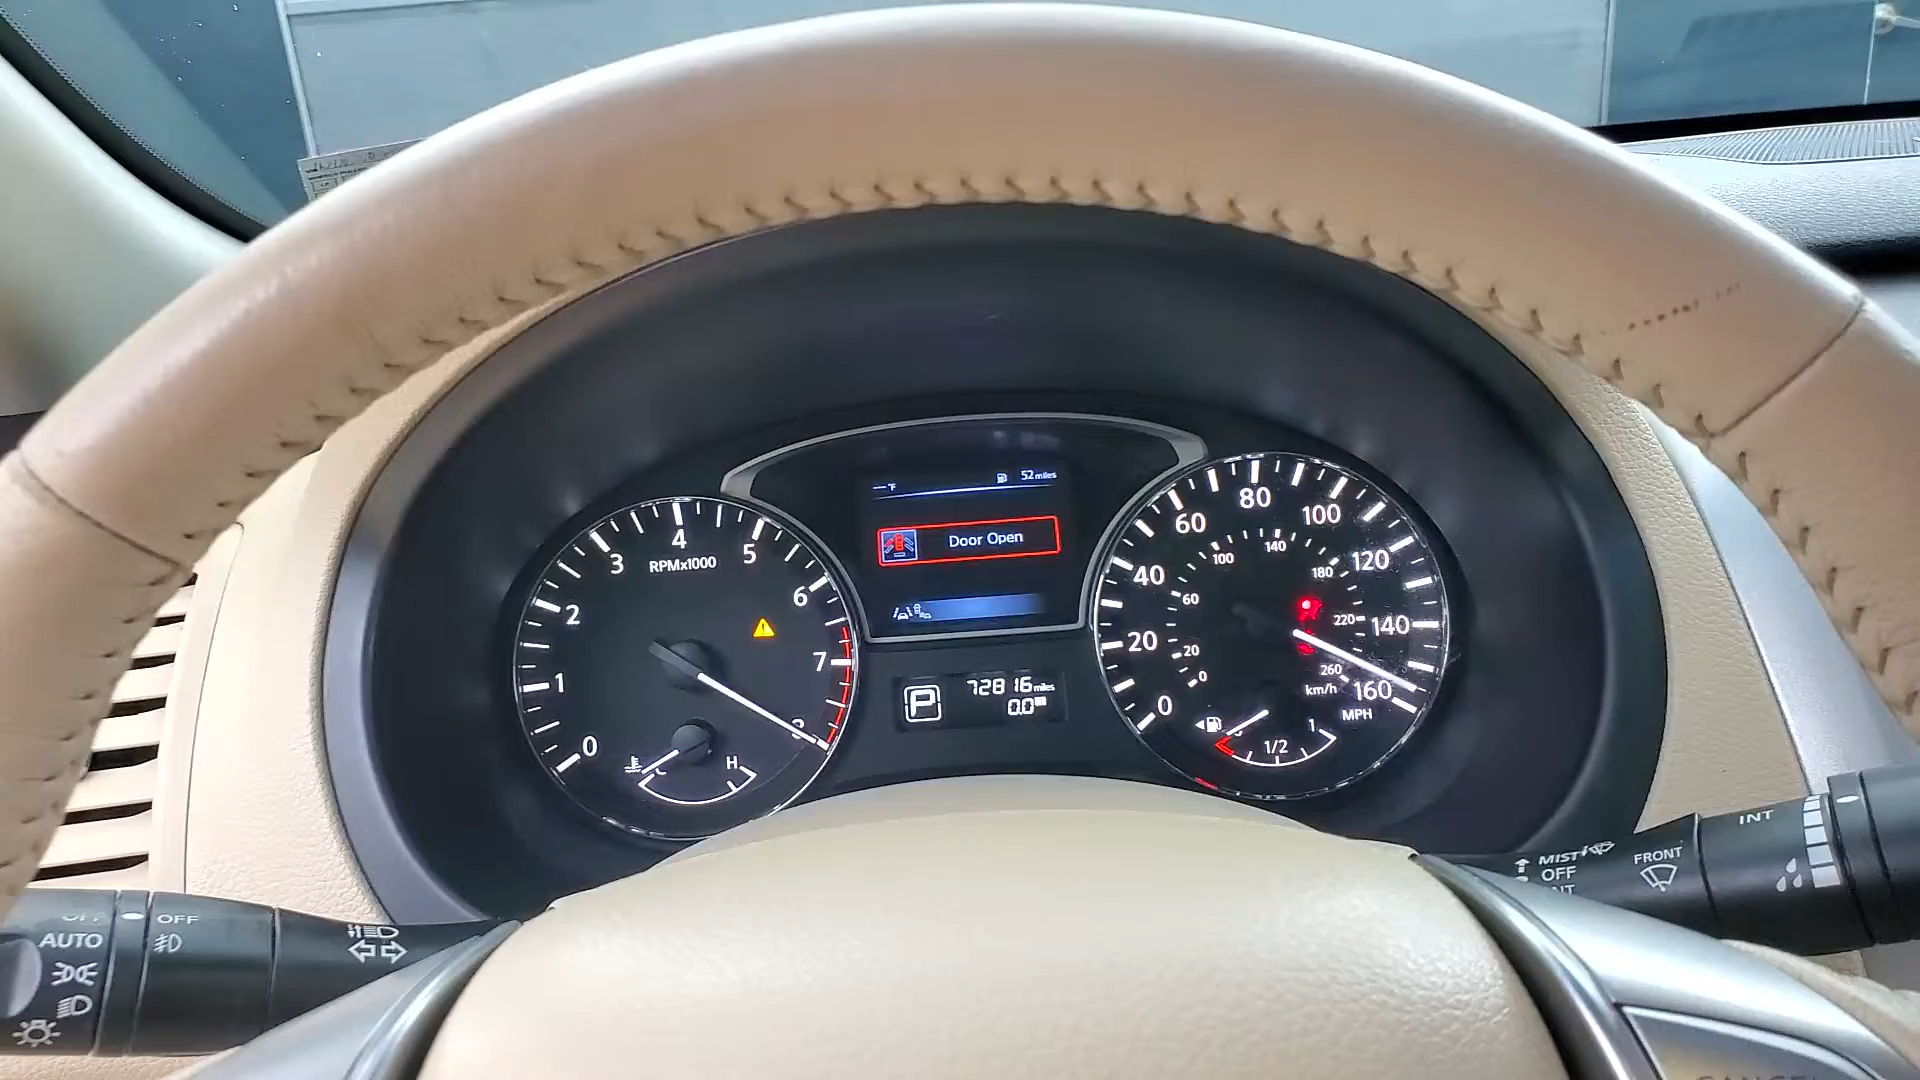 °F
52 miles
Door Open
4
3
5
RPMx1000
2
6
1
7
0
8
H
80
60
100
40
120
20
140
0
160
140
100
180
60
220
20
260
0
km/h
MPH
1/2
1
P
72816 miles
0.0
INT
MIST
OFF
FRONT
OFF
AUTO